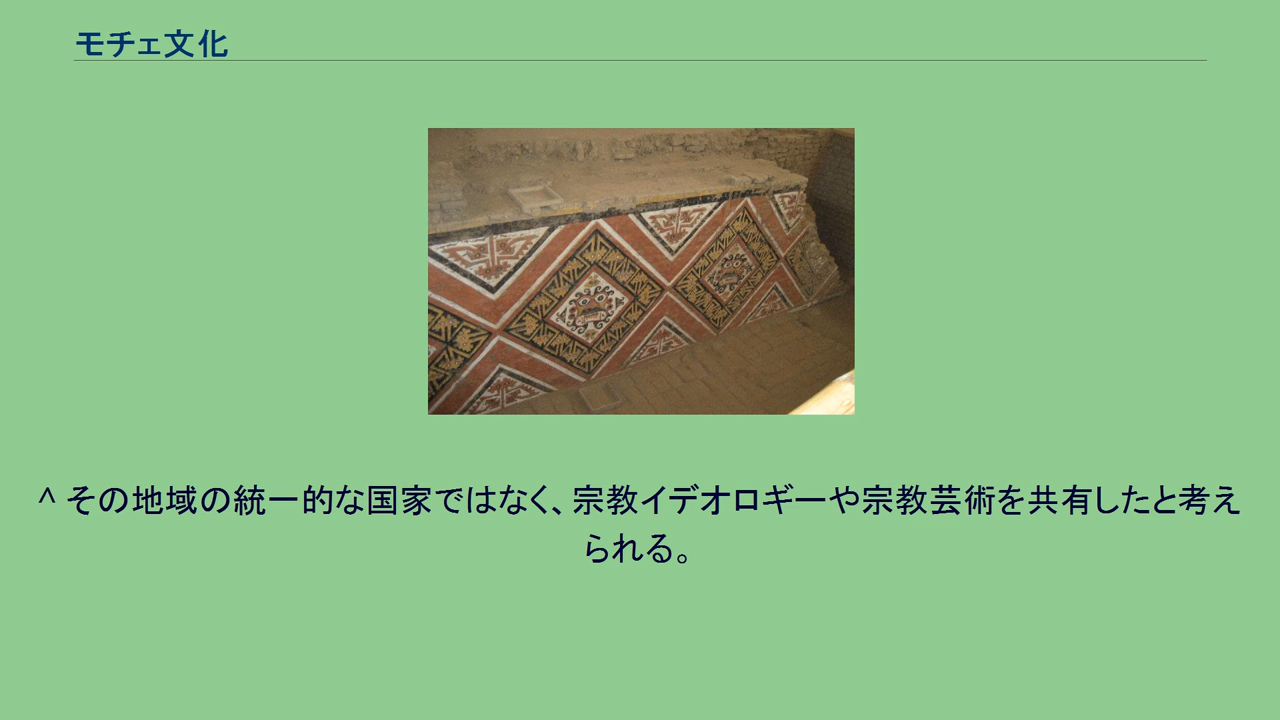 モチェ文化
^ その地域の統一的な国家ではなく、宗教イデオロギーや宗教芸術を共有したと考え
られる。